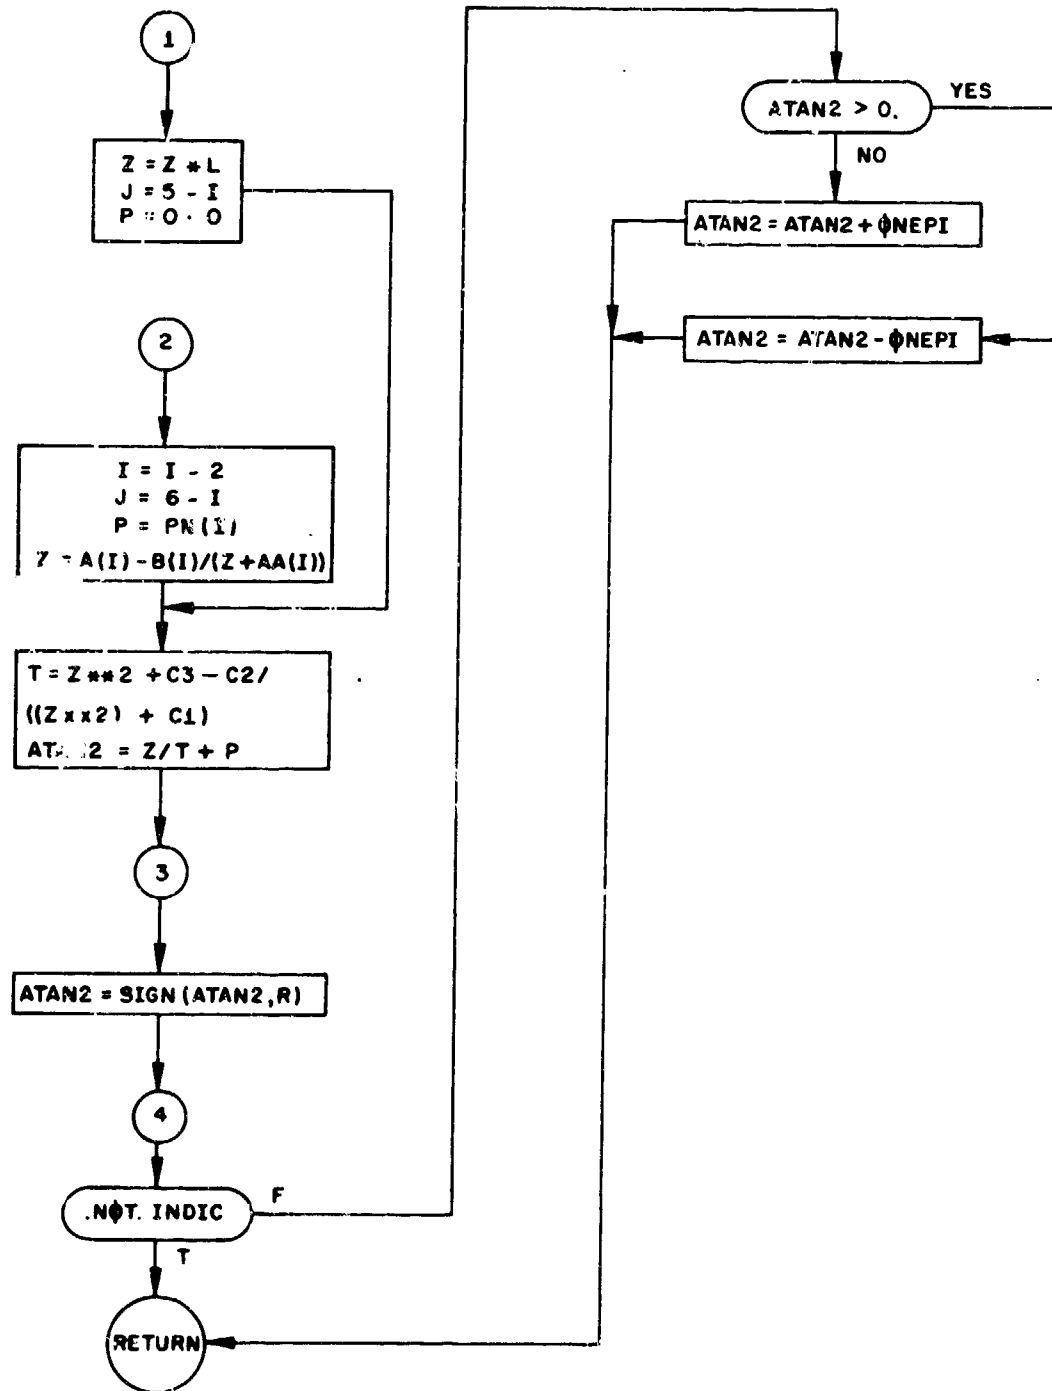 1
Z = Z * L
J = 5 - I
P = 0.0
2
I = I - 2
J = 6 - I
P = PN(I)
= A(I) - B(I)/(Z + AA(I))
T = Z**2 + C3 - C2/
((Z**2) + C1)
= Z/T + P
3
ATAN2 = SIGN(ATAN2,R)
4
.NØT. INDIC
F
T
RETURN
ATAN2 > 0.
YES
NO
ATAN2 = ATAN2 + ØNEPI
ATAN2 = ATAN2 - ØNEPI